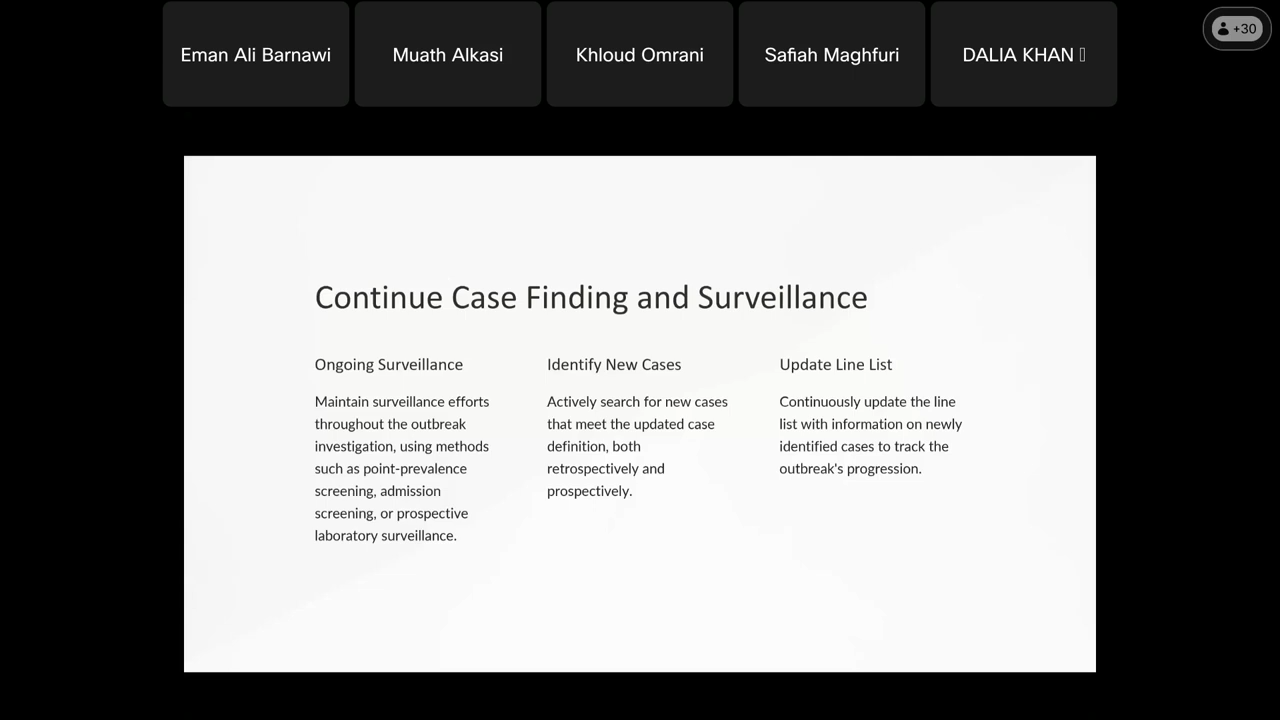 Eman Ali Barnawi
Muath Alkasi
Khloud Omrani
Safiah Maghfuri
DALIA KHAN
+30
Continue Case Finding and Surveillance
Ongoing Surveillance
Maintain surveillance efforts
throughout the outbreak
investigation, using methods
such as point-prevalence
screening, admission
screening, or prospective
laboratory surveillance.
Identify New Cases
Actively search for new cases
that meet the updated case
definition, both
retrospectively and
prospectively.
Update Line List
Continuously update the line
list with information on newly
identified cases to track the
outbreak's progression.